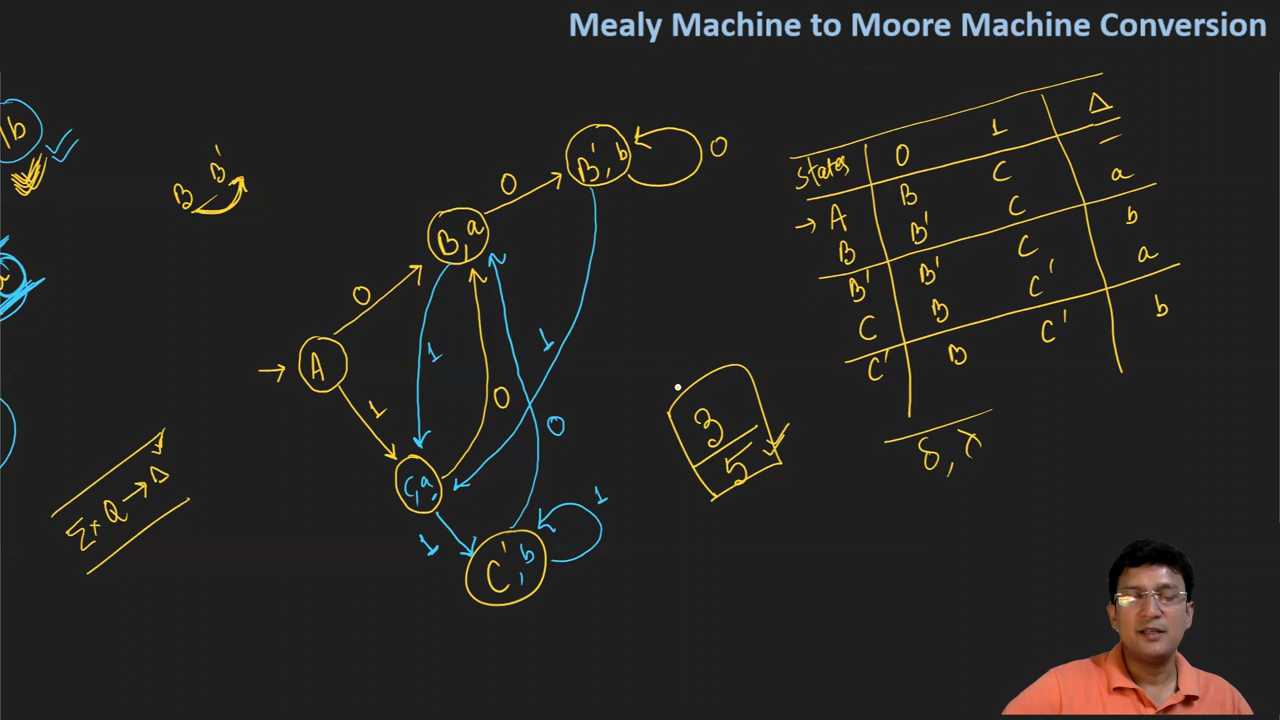 Mealy Machine to Moore Machine Conversion
b
B B'
B', b
0
0
B, a
0
1
1
0
0
A
1
C, a
1
1
C', b
Σ × Q → Δ
3
5
States 0 1 Δ
→ A B C
B B' C a
B' B' C b
C B C' a
C' B C' b
δ, λ